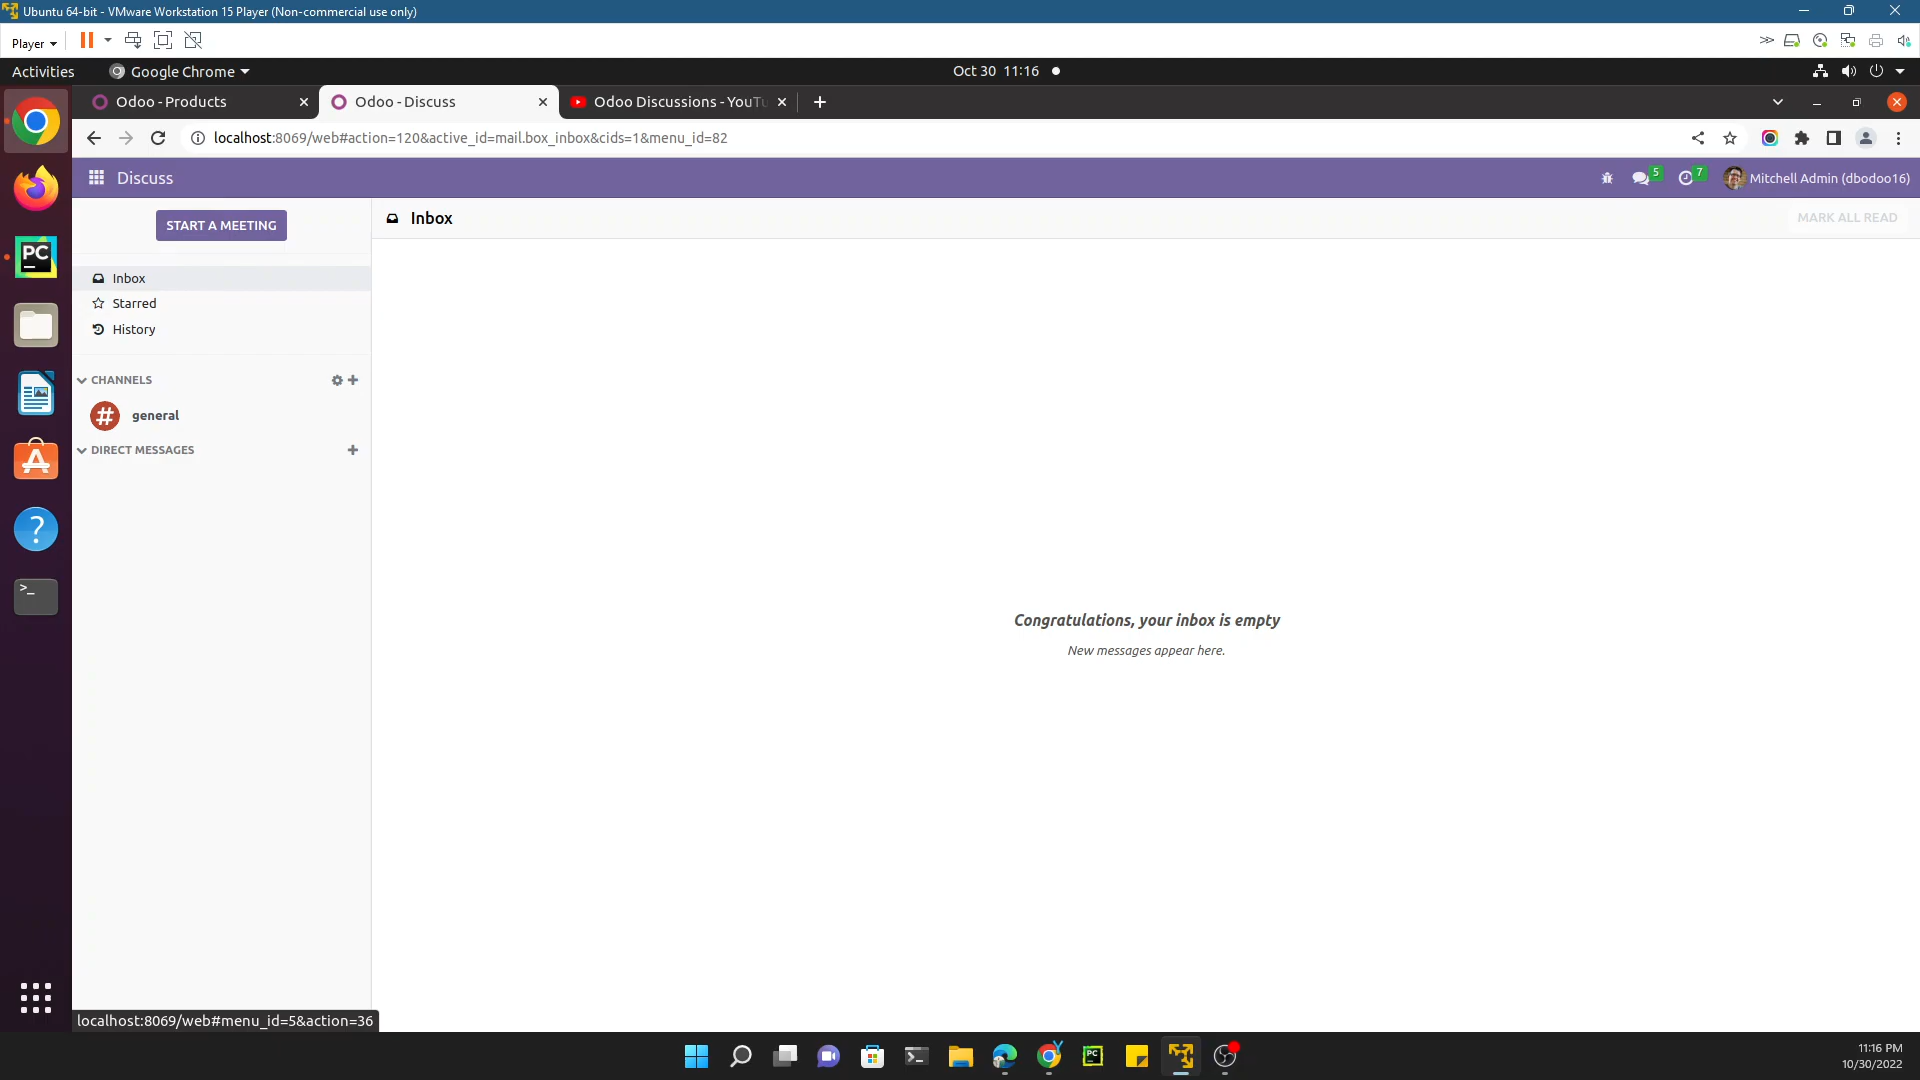 Ubuntu 64-bit - VMware Workstation 15 Player (Non-commercial use only)
Player
Activities
Google Chrome
Oct 30 11:16
Odoo - Products
Odoo - Discuss
Odoo Discussions - YouTu
localhost:8069/web#action=120&active_id=mail.box_inbox&cids=1&menu_id=82
Discuss
5
7
Mitchell Admin (dbodoo16)
START A MEETING
Inbox
MARK ALL READ
Inbox
Starred
History
CHANNELS
# general
DIRECT MESSAGES
PC
>_
Congratulations, your inbox is empty
New messages appear here.
localhost:8069/web#menu_id=5&action=36
PC
11:16 PM
10/30/2022